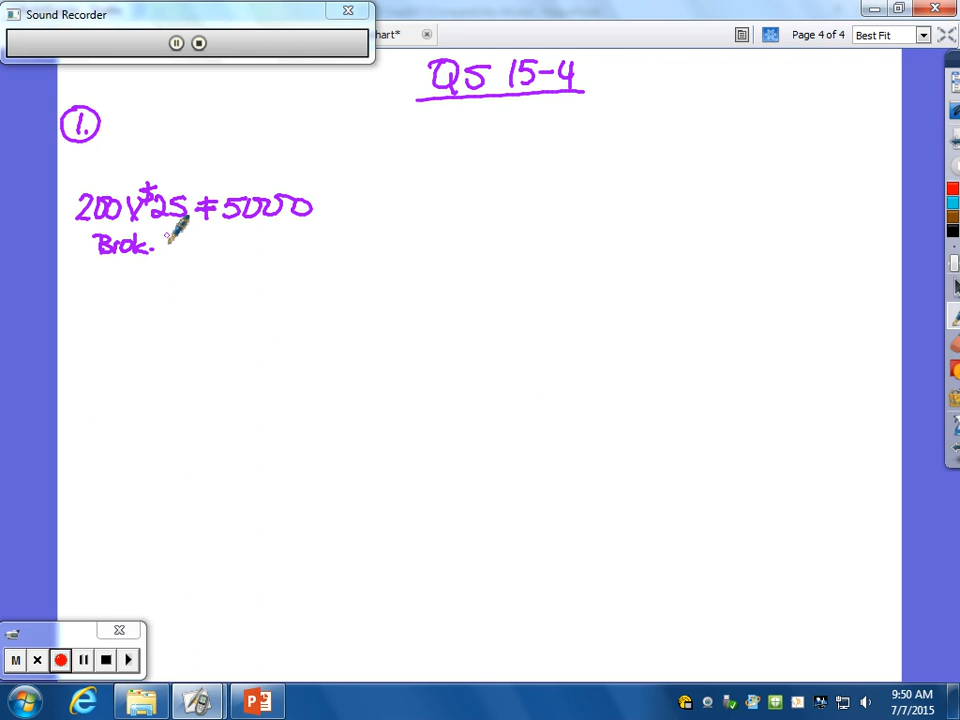 Sound Recorder
hart*
Page 4 of 4
Best Fit
QS 15-4
1.
200 x $25 = 5000
Brok.
M
9:50 AM
7/7/2015